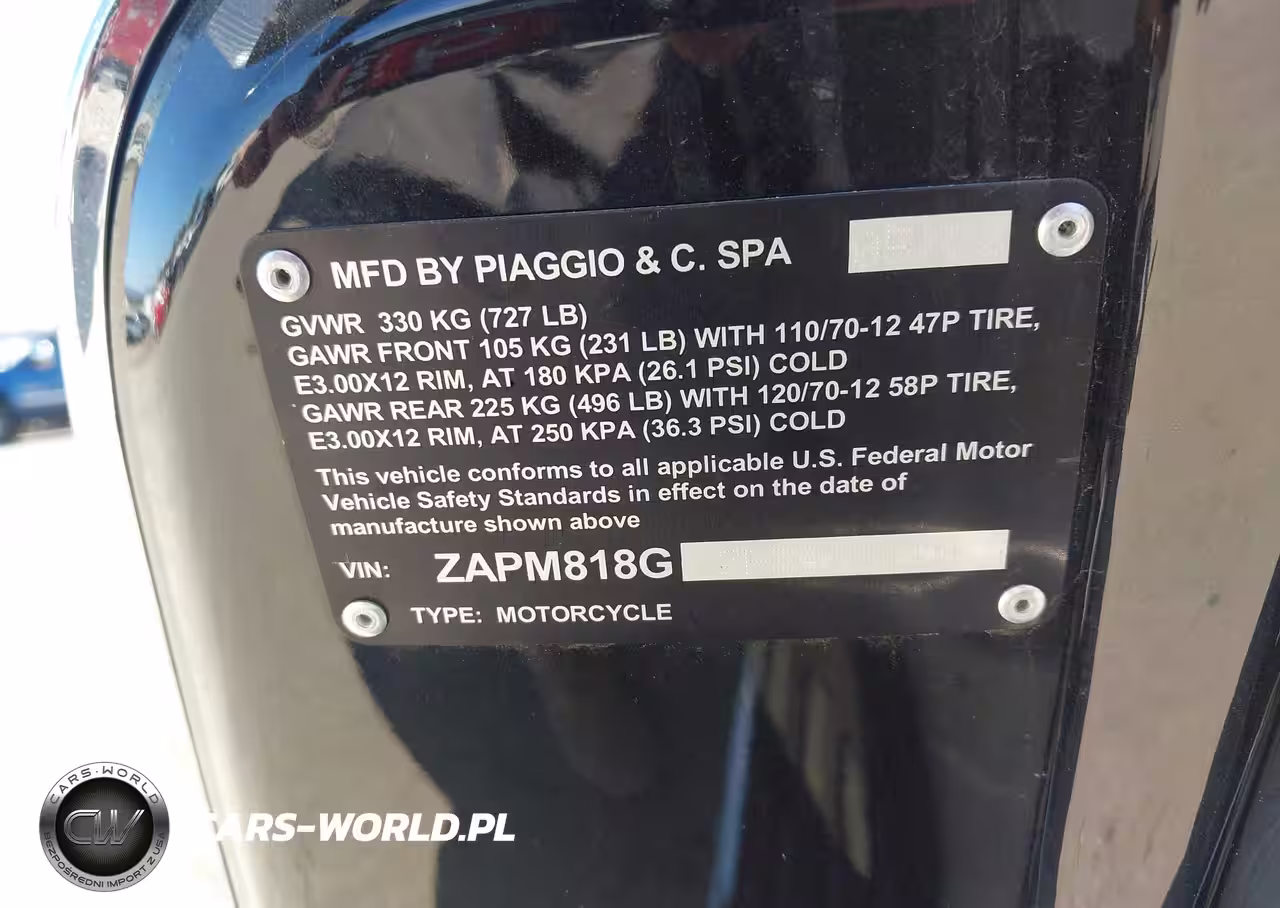 MFD BY PIAGGIO & C. SPA
GVWR 330 KG (727 LB)
GAWR FRONT 105 KG (231 LB) WITH 110/70-12 47P TIRE,
E3.00X12 RIM, AT 180 KPA (26.1 PSI) COLD
GAWR REAR 225 KG (496 LB) WITH 120/70-12 58P TIRE,
E3.00X12 RIM, AT 250 KPA (36.3 PSI) COLD
This vehicle conforms to all applicable U.S. Federal Motor
Vehicle Safety Standards in effect on the date of
manufacture shown above
VIN: ZAPM818G
TYPE: MOTORCYCLE
CARS-WORLD
CW
BEZPOŚREDNI IMPORT Z USA
CARS-WORLD.PL